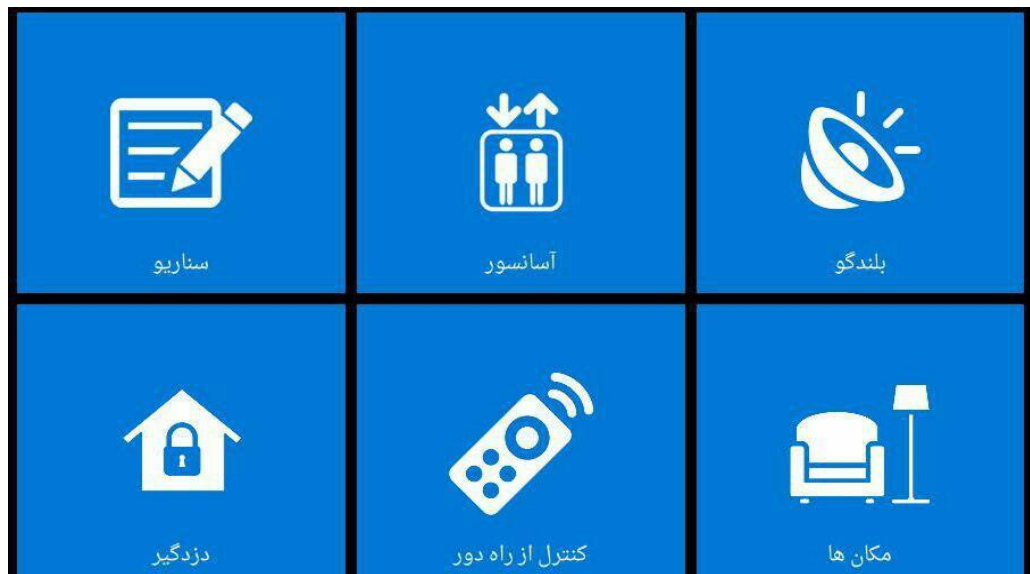 بلندگو
آسانسور
سناریو
مکان ها
کنترل از راه دور
دزدگیر